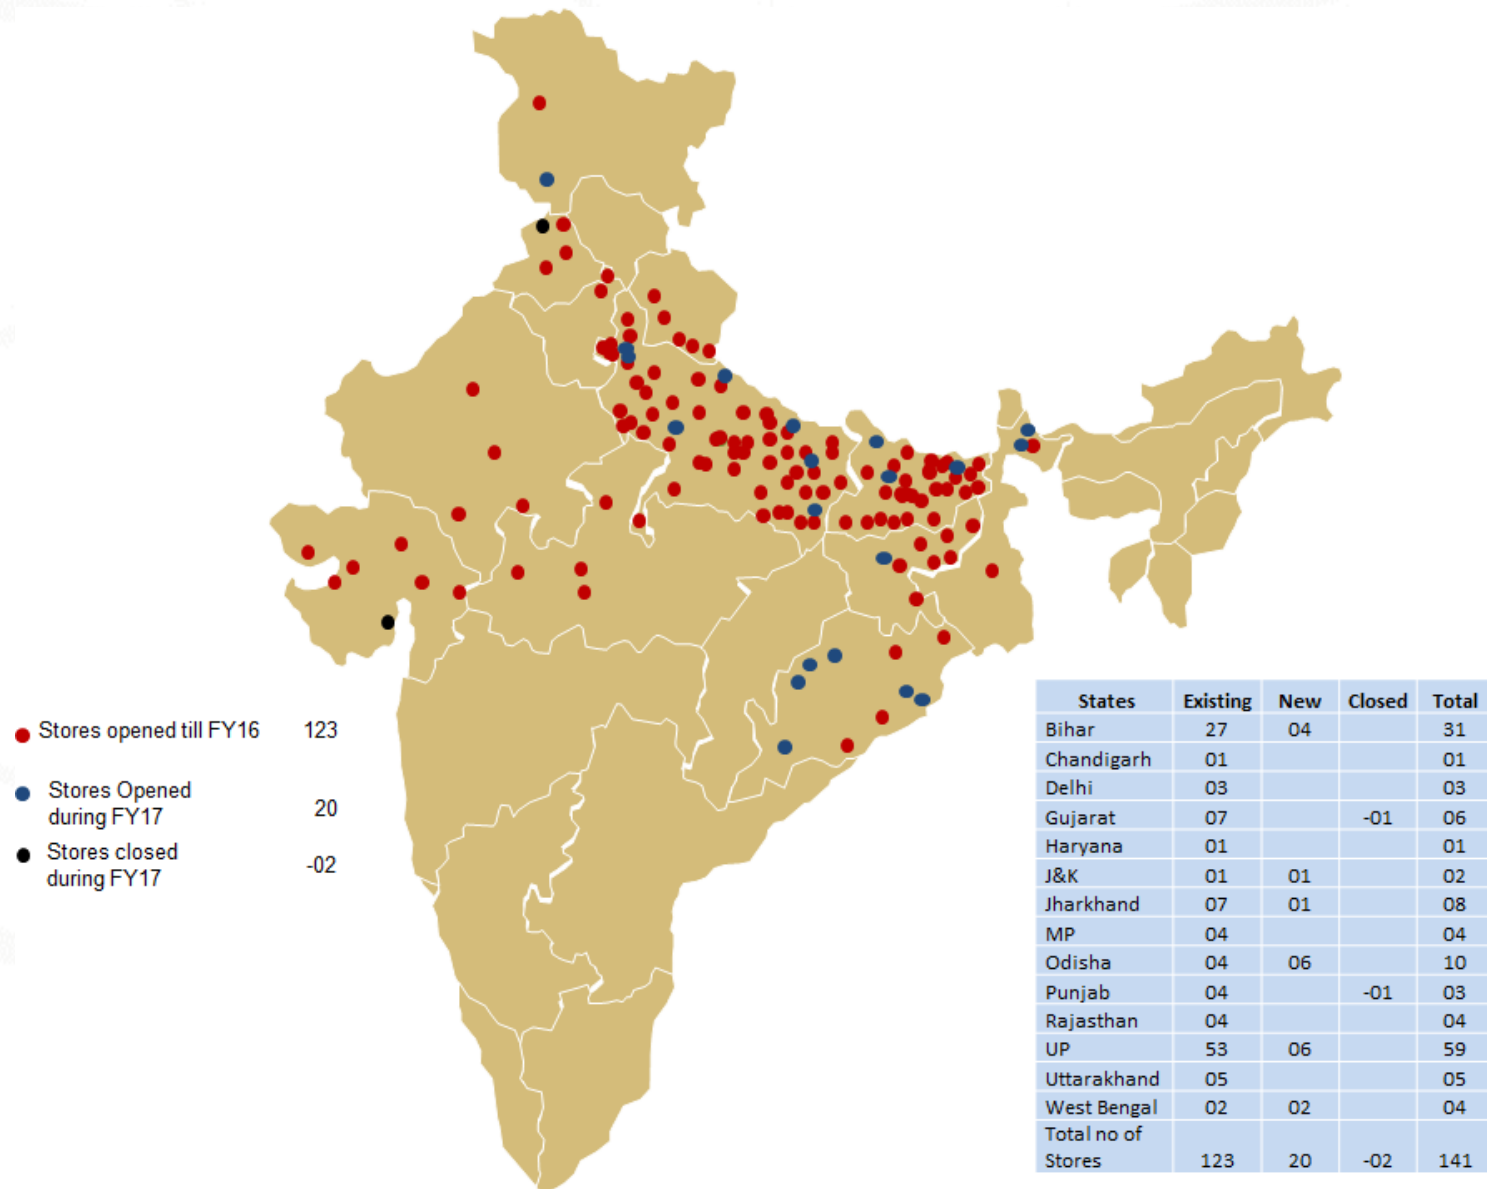 Stores opened till FY16 123
Stores Opened
during FY17 20
Stores closed
during FY17 -02
States Existing New Closed Total
Bihar 27 04 31
Chandigarh 01 01
Delhi 03 03
Gujarat 07 -01 06
Haryana 01 01
J&K 01 01 02
Jharkhand 07 01 08
MP 04 04
Odisha 04 06 10
Punjab 04 -01 03
Rajasthan 04 04
UP 53 06 59
Uttarakhand 05 05
West Bengal 02 02 04
Total no of
Stores 123 20 -02 141